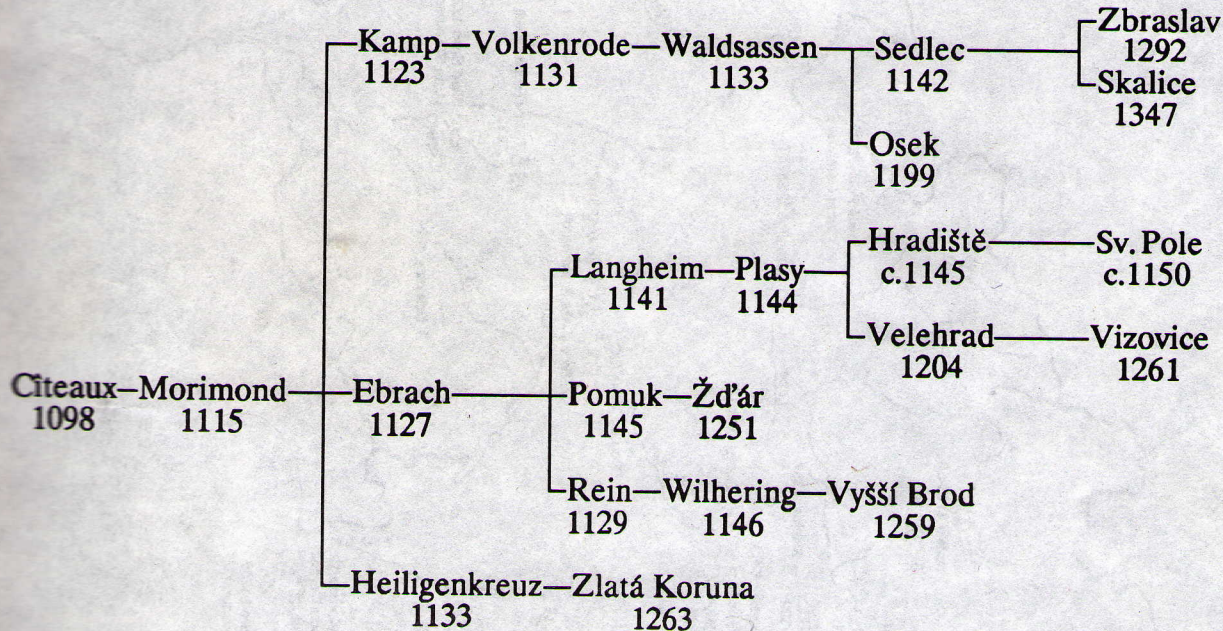 Zbraslav
1292
Kamp Volkenrode Waldsassen Sedlec
1123 1131 1133 1142
Skalice
1347
Osek
1199
Hradiště Sv. Pole
c.1145 c.1150
Langheim Plasy
1141 1144
Velehrad Vizovice
1204 1261
Cîteaux Morimond Ebrach Pomuk Žďár
1098 1115 1127 1145 1251
Rein Wilhering Vyšší Brod
1129 1146 1259
Heiligenkreuz Zlatá Koruna
1133 1263